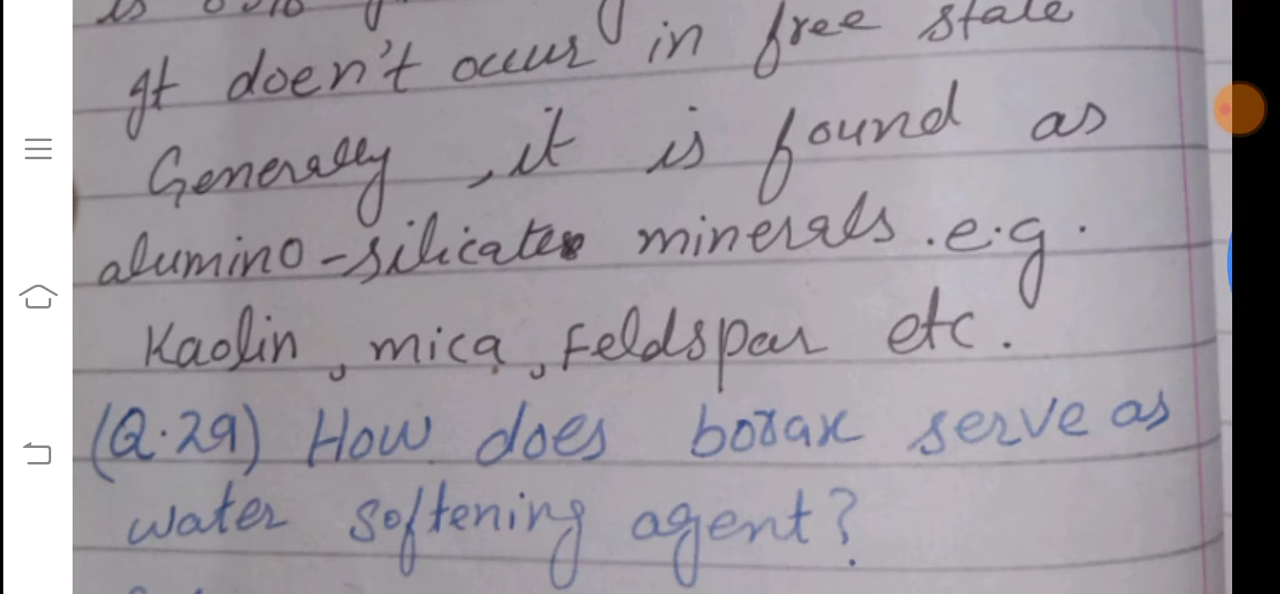 It doen't occur in free state
Generally, it is found as
alumino-silicates minerals. e.g.
Kaolin, mica, Feldspar etc.
(Q.29) How does borax serve as
water softening agent?